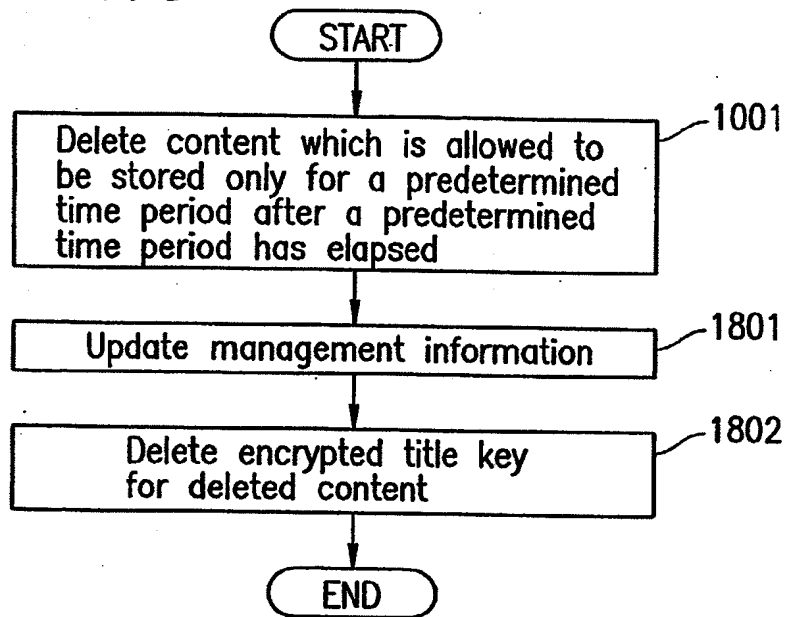 START
1001
Delete content which is allowed to
be stored only for a predetermined
time period after a predetermined
time period has elapsed
1801
Update management information
1802
Delete encrypted title key
for deleted content
END